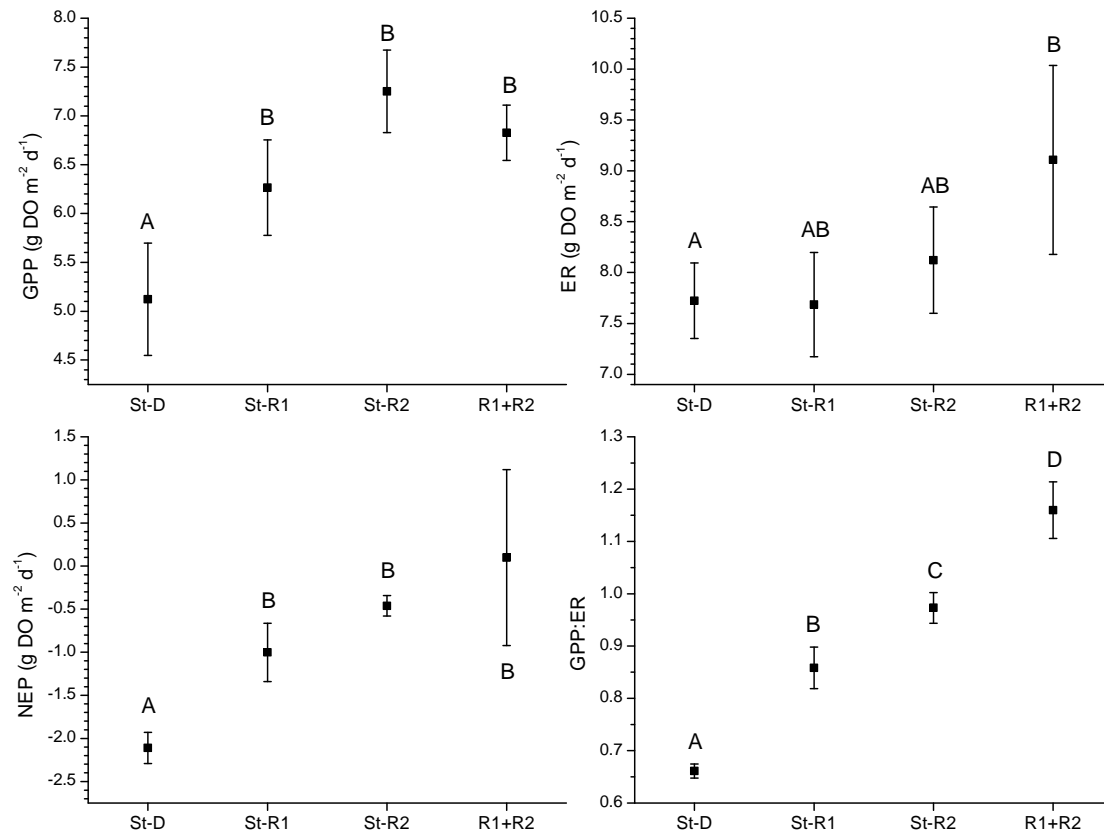 8.0
7.5
7.0
6.5
6.0
5.5
5.0
4.5
GPP (g DO m-2 d-1)
A
B
B
B
St-D St-R1 St-R2 R1+R2
10.5
10.0
9.5
9.0
8.5
8.0
7.5
7.0
ER (g DO m-2 d-1)
A
AB
AB
B
St-D St-R1 St-R2 R1+R2
1.5
1.0
0.5
0.0
-0.5
-1.0
-1.5
-2.0
-2.5
NEP (g DO m-2 d-1)
A
B
B
B
St-D St-R1 St-R2 R1+R2
1.3
1.2
1.1
1.0
0.9
0.8
0.7
0.6
GPP:ER
A
B
C
D
St-D St-R1 St-R2 R1+R2